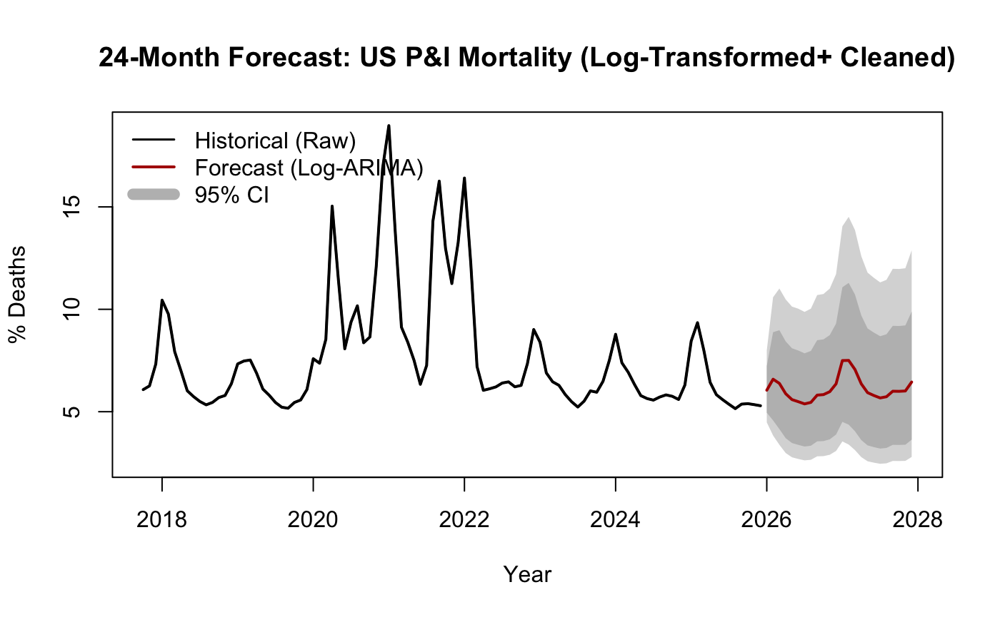 24-Month Forecast: US P&I Mortality (Log-Transformed+ Cleaned)
Historical (Raw)
Forecast (Log-ARIMA)
95% CI
% Deaths
15
10
5
2018 2020 2022 2024 2026 2028
Year